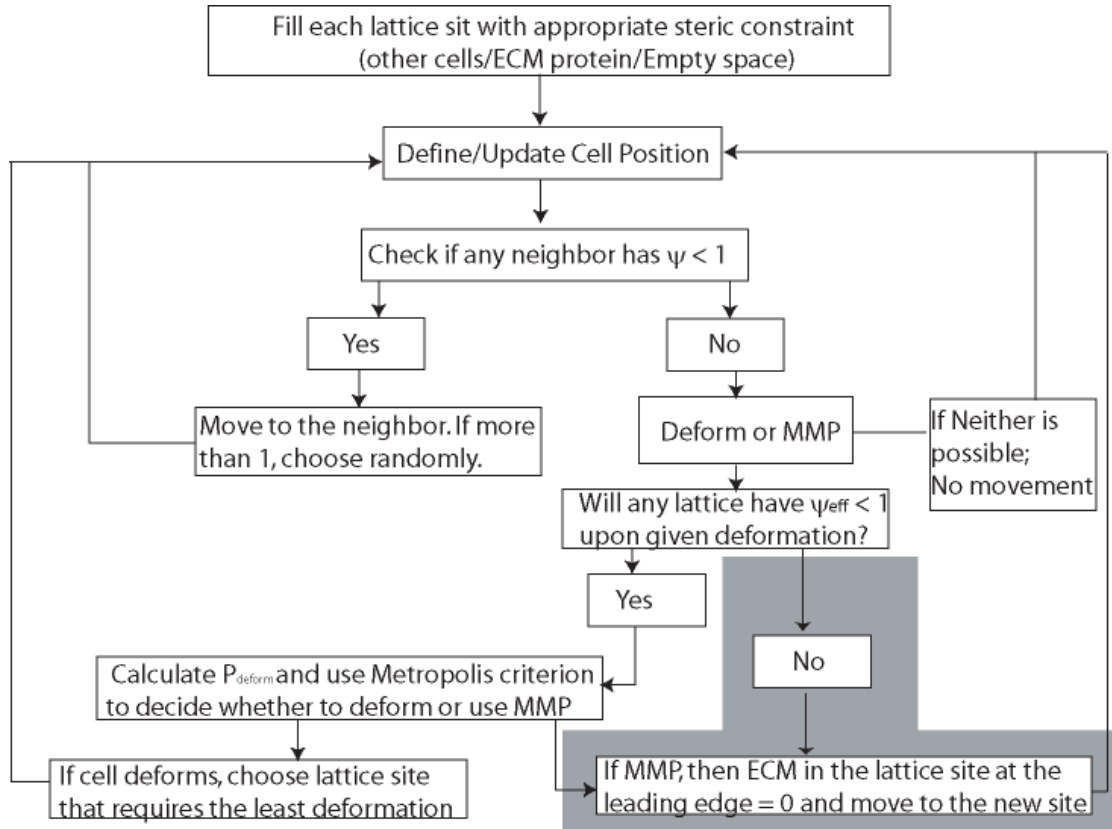 Fill each lattice sit with appropriate steric constraint
(other cells/ECM protein/Empty space)
Define/Update Cell Position
Check if any neighbor has ψ < 1
Yes
No
Move to the neighbor. If more
than 1, choose randomly.
Deform or MMP
If Neither is
possible;
No movement
Will any lattice have ψeff < 1
upon given deformation?
Yes
No
Calculate Pdeform and use Metropolis criterion
to decide whether to deform or use MMP
If cell deforms, choose lattice site
that requires the least deformation
If MMP, then ECM in the lattice site at the
leading edge = 0 and move to the new site